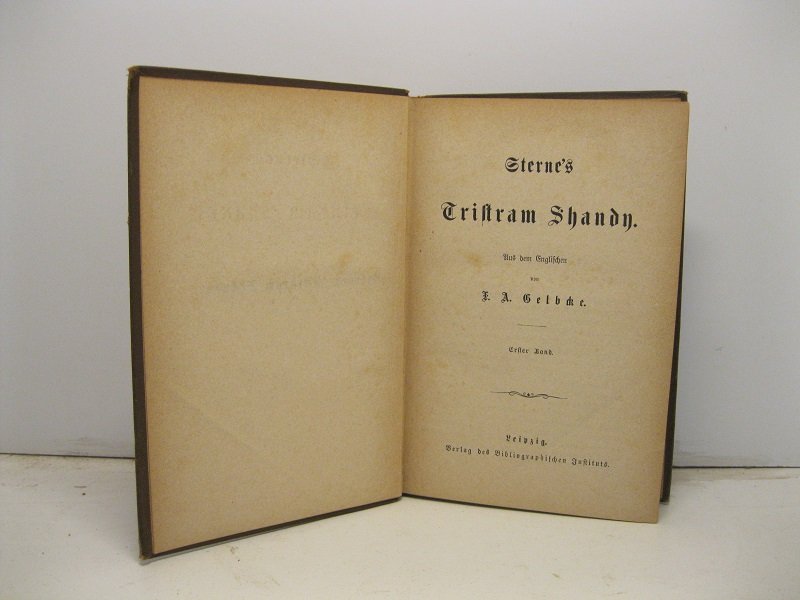 Sterne's
Tristram Shandy.
Aus dem Englischen
von
F. A. Gelbcke.
Erster Band.
Leipzig.
Verlag des Bibliographischen Instituts.